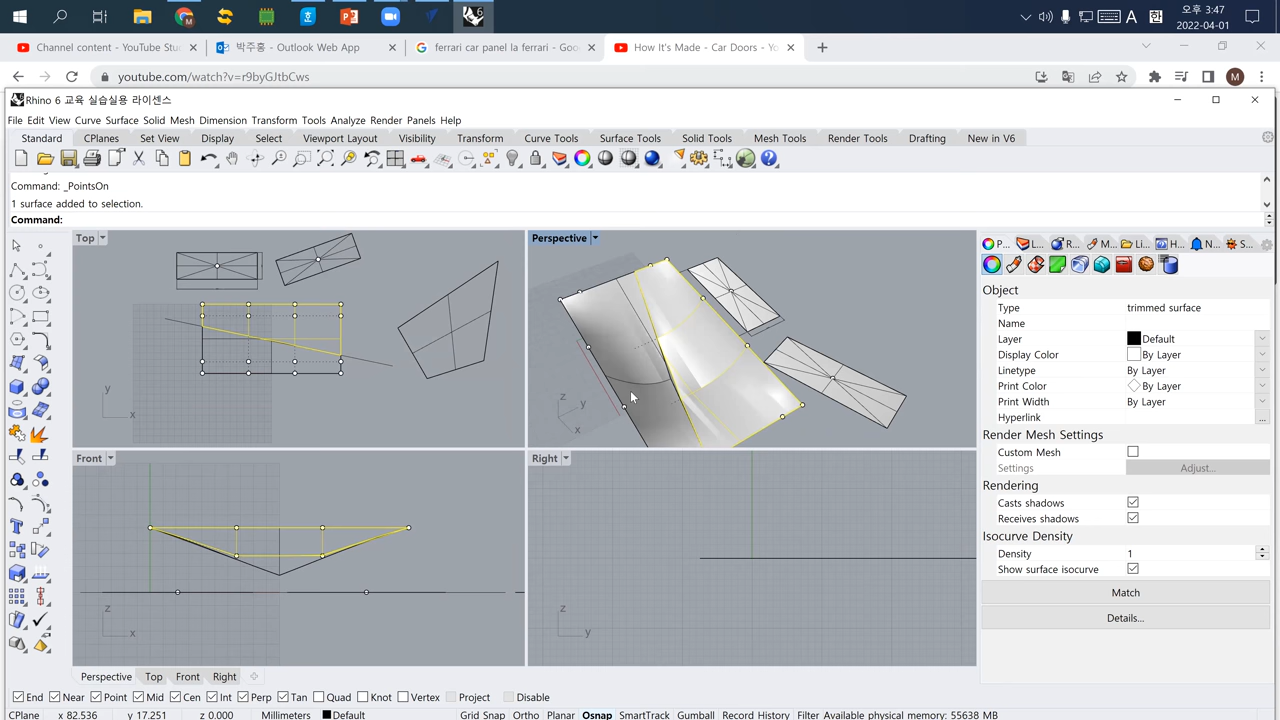 오후 3:47
2022-04-01
A 한
Channel content - YouTube Stu
박주홍 - Outlook Web App
ferrari car panel la ferrari - Goo
How It's Made - Car Doors - Yo
youtube.com/watch?v=r9byGJtbCws
M
Rhino 6 교육 실습실용 라이센스
File Edit View Curve Surface Solid Mesh Dimension Transform Tools Analyze Render Panels Help
Standard CPlanes Set View Display Select Viewport Layout Visibility Transform Curve Tools Surface Tools Solid Tools Mesh Tools Render Tools Drafting New in V6
Command: _PointsOn
1 surface added to selection.
Command:
Top
Perspective
P... L... R... M... Li... H... N... S...
Object
Type trimmed surface
Name
Layer Default
Display Color By Layer
Linetype By Layer
Print Color By Layer
Print Width By Layer
Hyperlink
Render Mesh Settings
Custom Mesh
Settings Adjust...
Rendering
Casts shadows
Receives shadows
Isocurve Density
Density 1
Show surface isocurve
Match
Details...
y
x
z
x
Front
Right
z
x
z
y
Perspective Top Front Right
End Near Point Mid Cen Int Perp Tan Quad Knot Vertex Project Disable
CPlane x 82.536 y 17.251 z 0.000 Millimeters Default Grid Snap Ortho Planar Osnap SmartTrack Gumball Record History Filter Available physical memory: 55638 MB